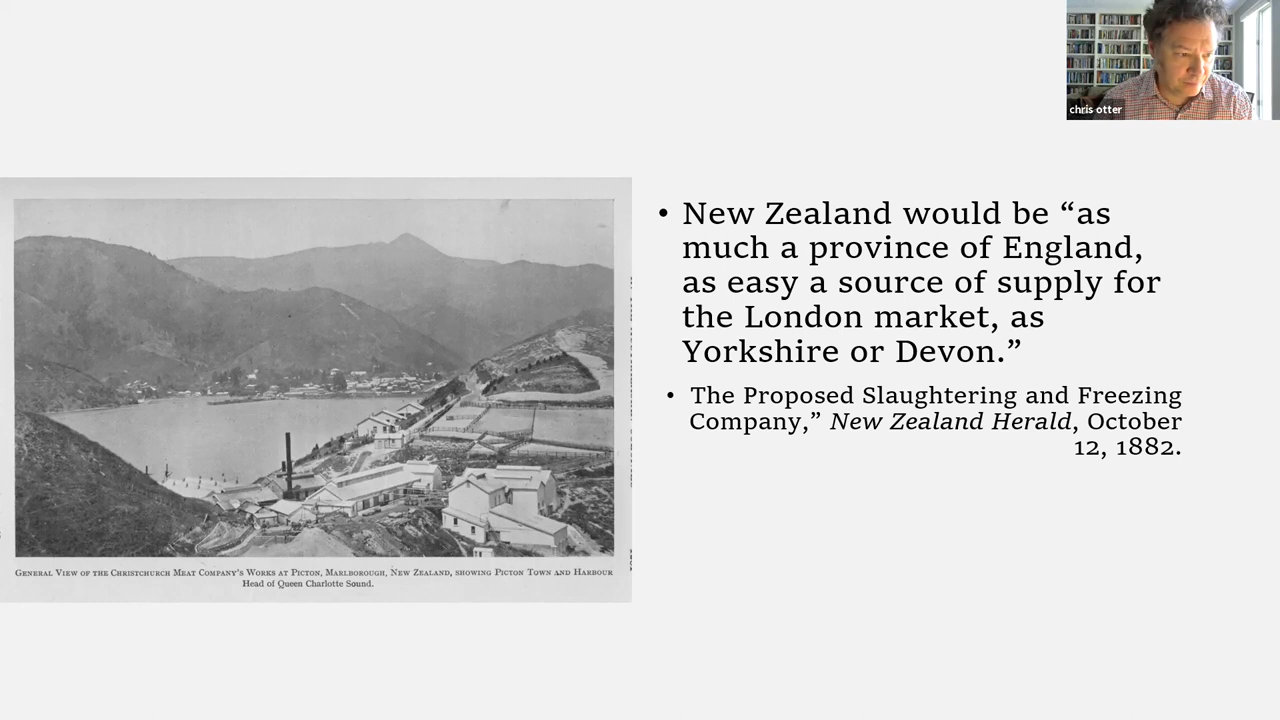 chris otter
• New Zealand would be “as
much a province of England,
as easy a source of supply for
the London market, as
Yorkshire or Devon.”
• The Proposed Slaughtering and Freezing
Company,” New Zealand Herald, October
12, 1882.
General View of the Christchurch Meat Company's Works at Picton, Marlborough, New Zealand, showing Picton Town and Harbour
Head of Queen Charlotte Sound.